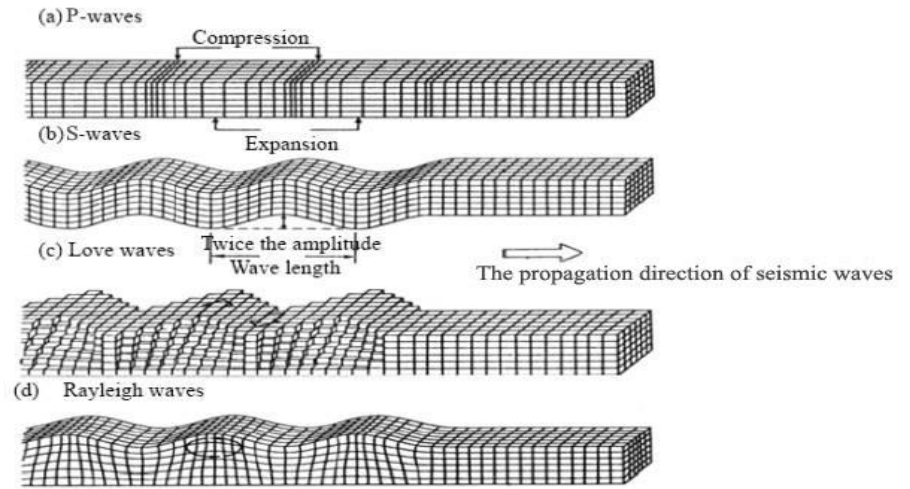 (a) P-waves
Compression
Expansion
(b) S-waves
Twice the amplitude
Wave length
(c) Love waves
The propagation direction of seismic waves
(d) Rayleigh waves